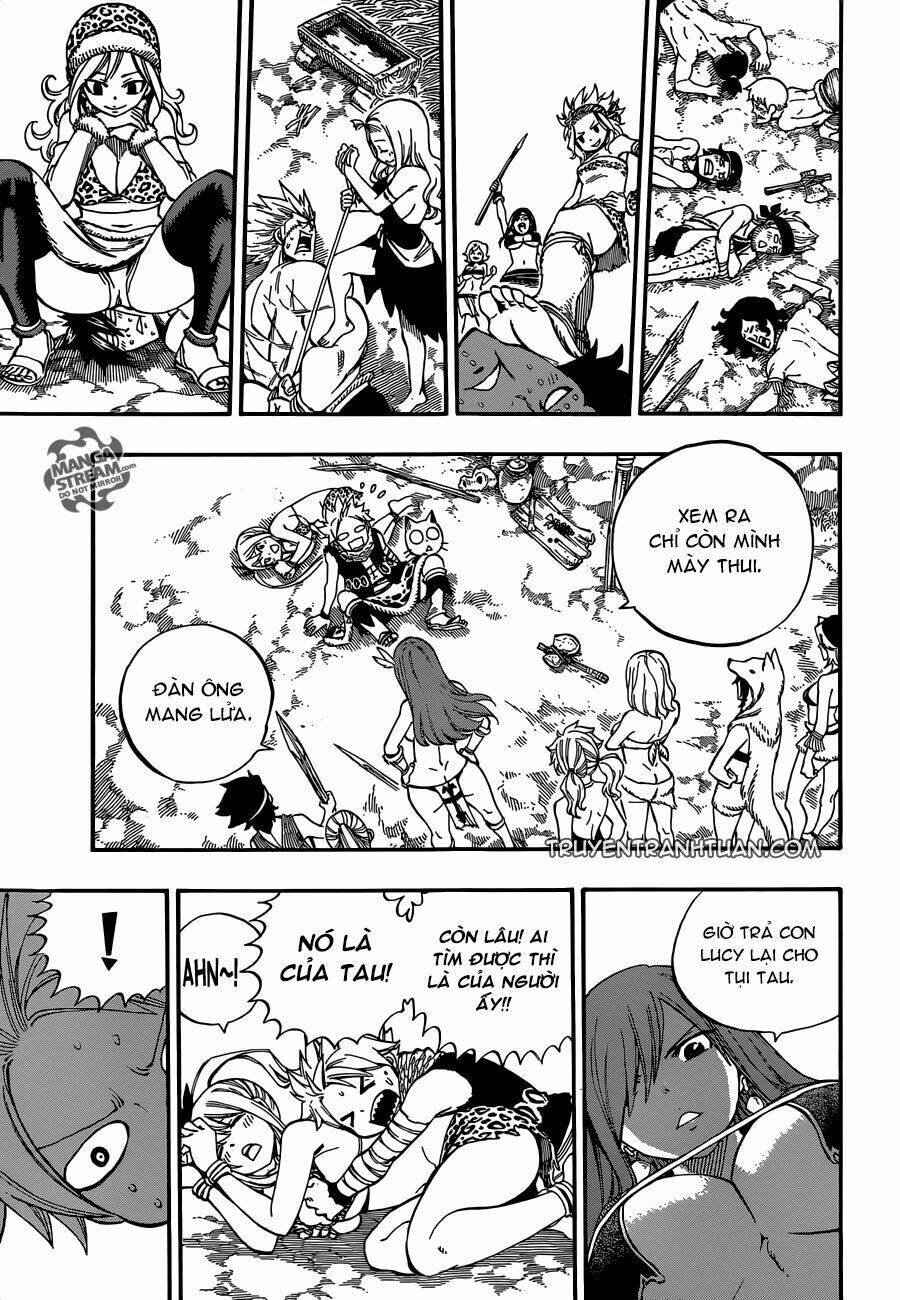 MANGA
STREAM.com
DO NOT MIRROR!
XEM RA
CHỈ CÒN MÌNH
MÀY THUI.
ĐÀN ÔNG
MANG LỬA.
TRUYENTRANHTUAN.COM
GIỜ TRẢ CON
LUCY LẠI CHO
TỤI TAU.
CÒN LÂU! AI
TÌM ĐƯỢC THÌ
LÀ CỦA NGƯỜI
ẤY!!
NÓ LÀ
CỦA TAU!
AHN~!
!